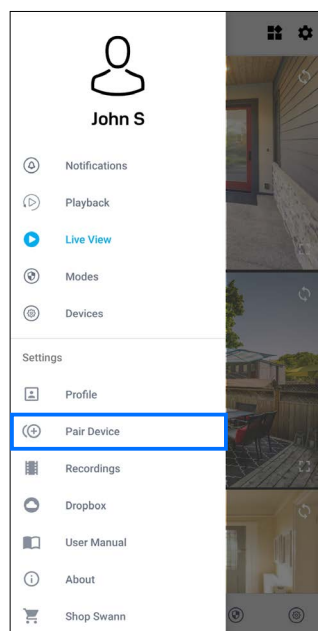 John S
Notifications
Playback
Live View
Modes
Devices
Settings
Profile
Pair Device
Recordings
Dropbox
User Manual
About
Shop Swann